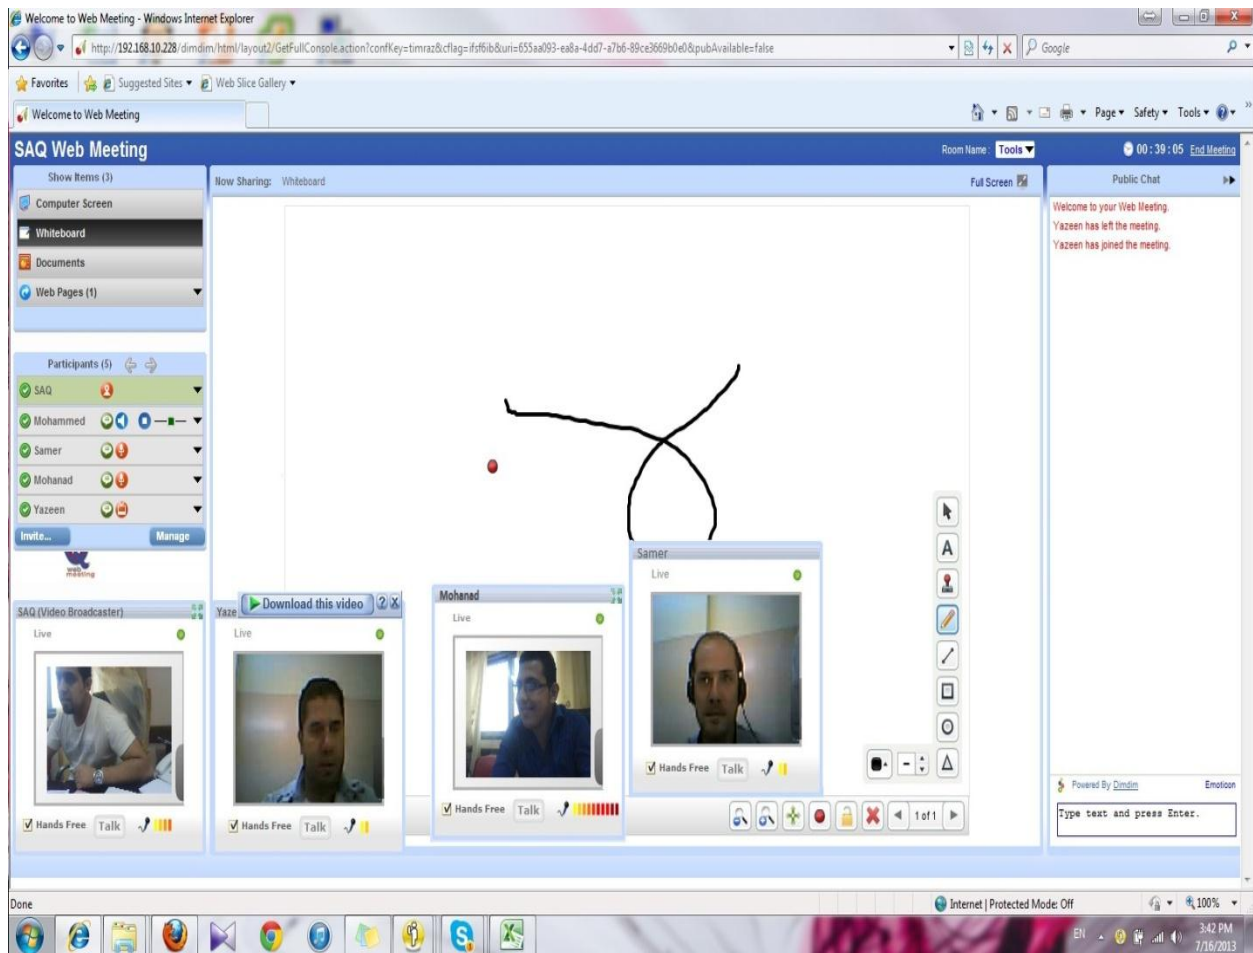 Welcome to Web Meeting - Windows Internet Explorer
http://192.168.10.228/dimdim/html/layout2/GetFullConsole.action?confKey=timraz&cflag=ifsf6ib&uri=655aa093-ea8a-4dd7-a7b6-89ce3669b0e0&pubAvailable=false
Google
Favorites Suggested Sites Web Slice Gallery
Welcome to Web Meeting
Page Safety Tools
SAQ Web Meeting
Room Name : Tools
00 : 39 : 05 End Meeting
Show Items (3)
Now Sharing: Whiteboard
Full Screen
Public Chat
Computer Screen
Whiteboard
Documents
Web Pages (1)
Welcome to your Web Meeting.
Yazeen has left the meeting.
Yazeen has joined the meeting.
Participants (5)
SAQ
Mohammed
Samer
Mohanad
Yazeen
Invite... Manage
web
meeting
A
SAQ (Video Broadcaster)
Live
Hands Free Talk
Yaze
Download this video ? X
Live
Hands Free Talk
Mohanad
Live
Hands Free Talk
Samer
Live
Hands Free Talk
1 of 1
Powered By Dimdim Emoticon
Type text and press Enter.
Done
Internet | Protected Mode: Off
100%
EN
3:42 PM
7/16/2013